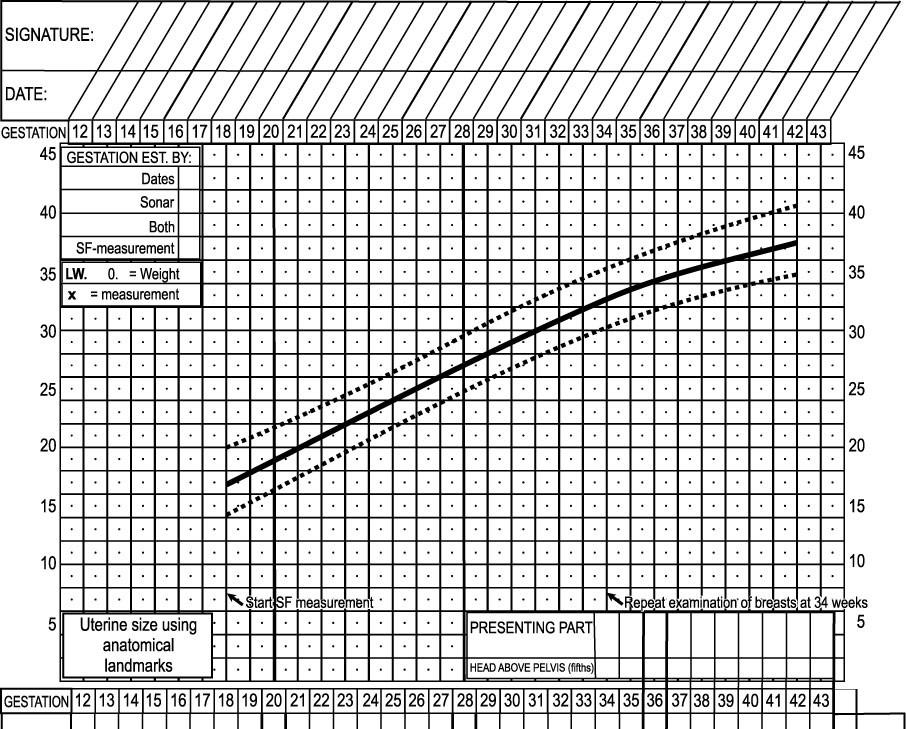 SIGNATURE:
DATE:
GESTATION 12 13 14 15 16 17 18 19 20 21 22 23 24 25 26 27 28 29 30 31 32 33 34 35 36 37 38 39 40 41 42 43
45 GESTATION EST. BY: 45
Dates
Sonar
40 40
Both
SF-measurement
35 LW. 0. = Weight 35
x = measurement
30 30
25 25
20 20
15 15
10 10
Start SF measurement Repeat examination of breasts at 34 weeks
5 Uterine size using PRESENTING PART 5
anatomical
landmarks HEAD ABOVE PELVIS (fifths)
GESTATION 12 13 14 15 16 17 18 19 20 21 22 23 24 25 26 27 28 29 30 31 32 33 34 35 36 37 38 39 40 41 42 43